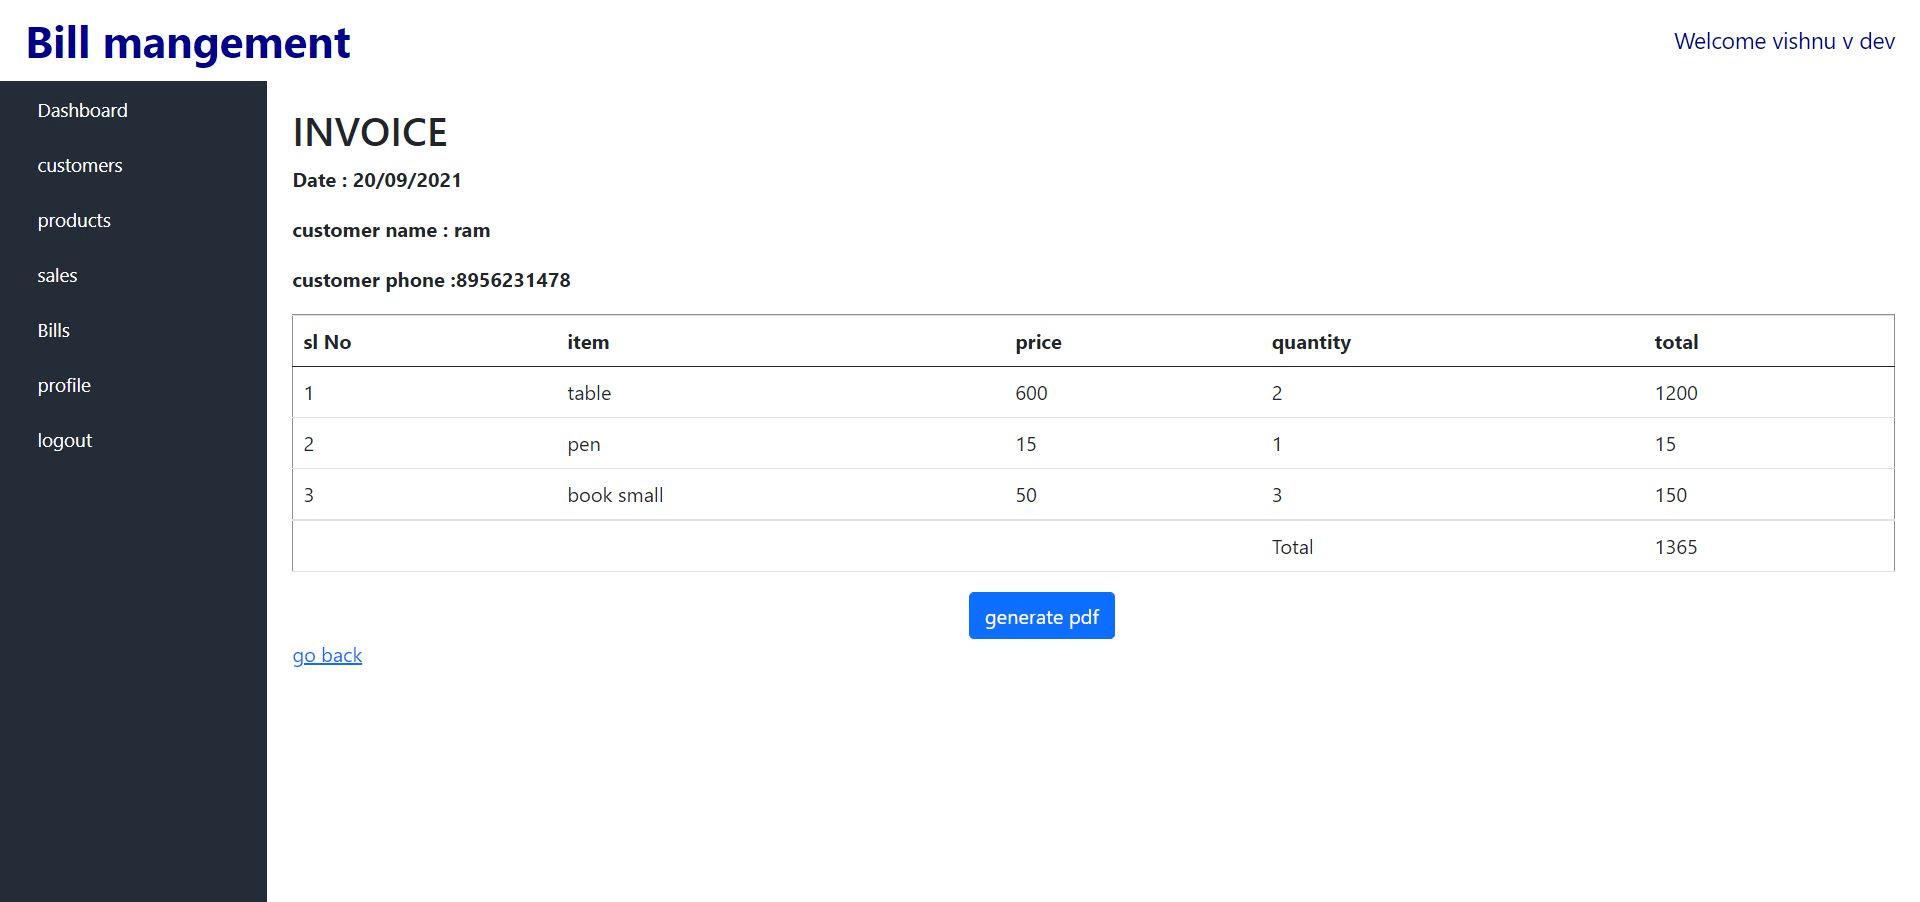 Bill mangement
Welcome vishnu v dev
Dashboard
customers
products
sales
Bills
profile
logout
INVOICE
Date : 20/09/2021
customer name : ram
customer phone :8956231478
sl No item price quantity total
1 table 600 2 1200
2 pen 15 1 15
3 book small 50 3 150
Total 1365
generate pdf
go back